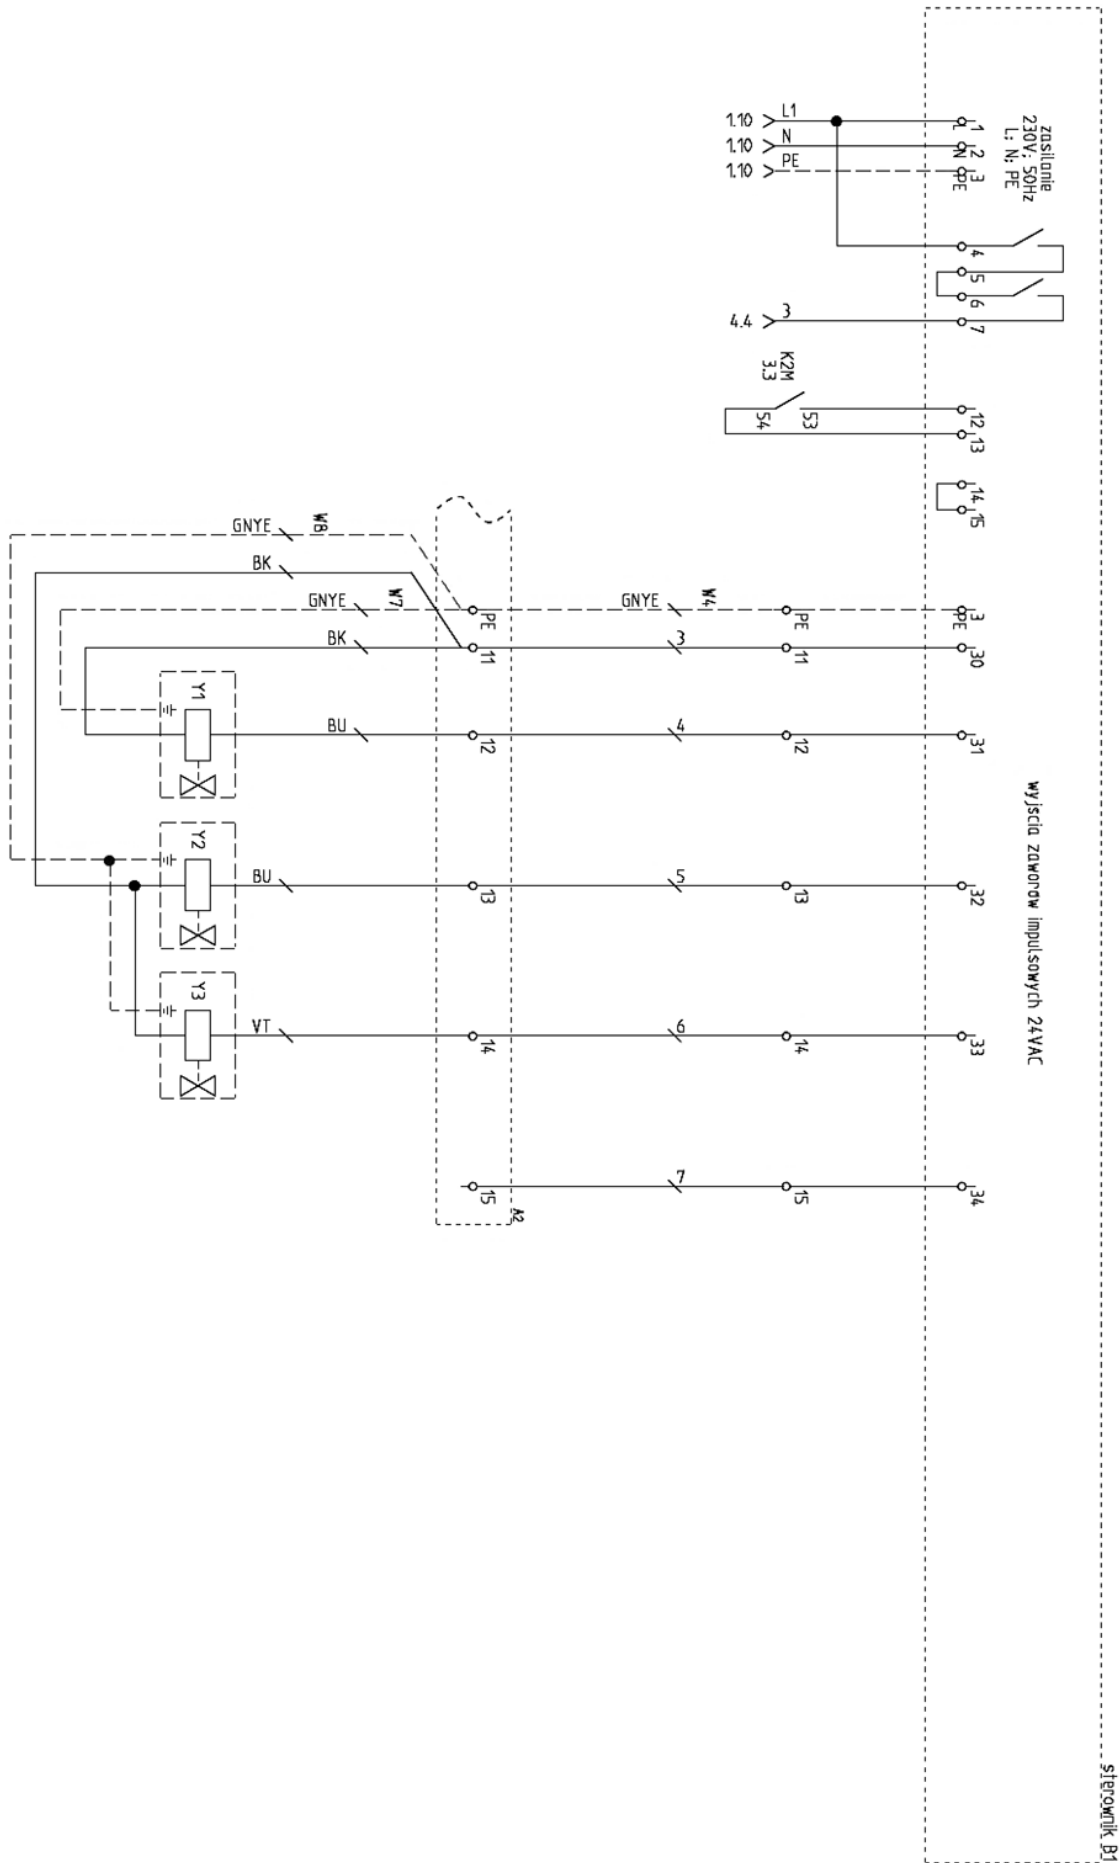 sterownik B1
zasilanie
230V; 50Hz
L; N; PE
wyjscia zaworów impulsowych 24VAC
1
L
2
N
3
PE
4
5
6
7
12
13
14
15
3
PE
30
31
32
33
34
L1
1.10
N
1.10
PE
1.10
3
4.4
K2M
3.3
53
54
PE
11
12
13
14
15
W4
GNYE
3
4
5
6
7
A2
PE
11
12
13
14
15
W8
GNYE
BK
W7
GNYE
BK
BU
BU
VT
Y1
Y2
Y3